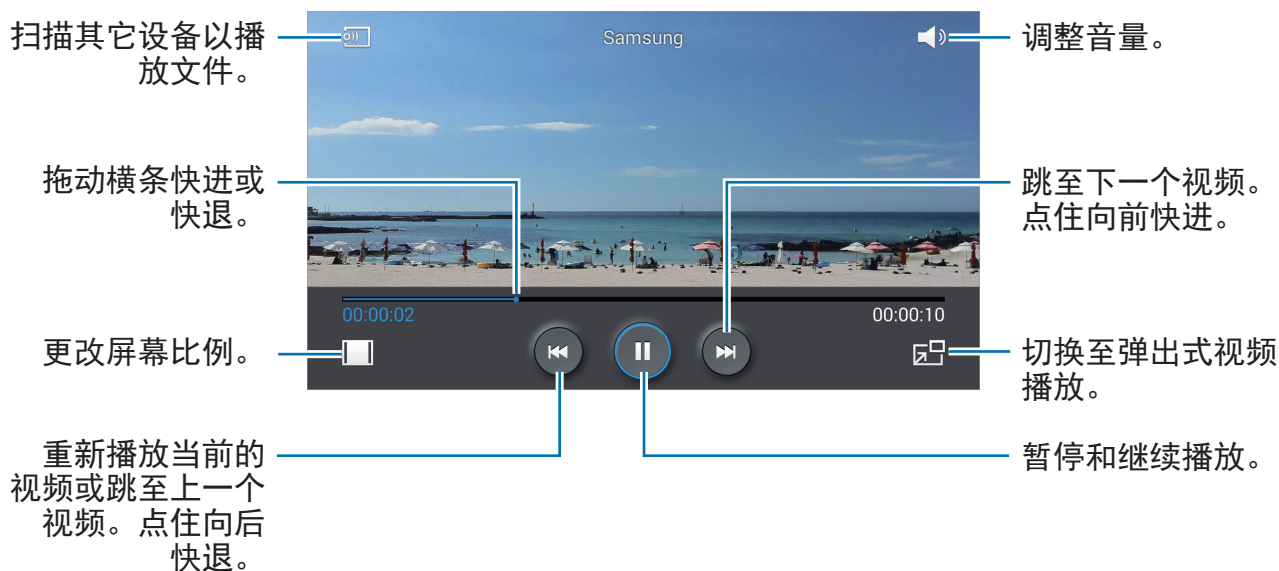 扫描其它设备以播
放文件。
Samsung
调整音量。
拖动横条快进或
快退。
跳至下一个视频。
点住向前快进。
00:00:02
00:00:10
更改屏幕比例。
切换至弹出式视频
播放。
重新播放当前的
视频或跳至上一个
视频。点住向后
快退。
暂停和继续播放。